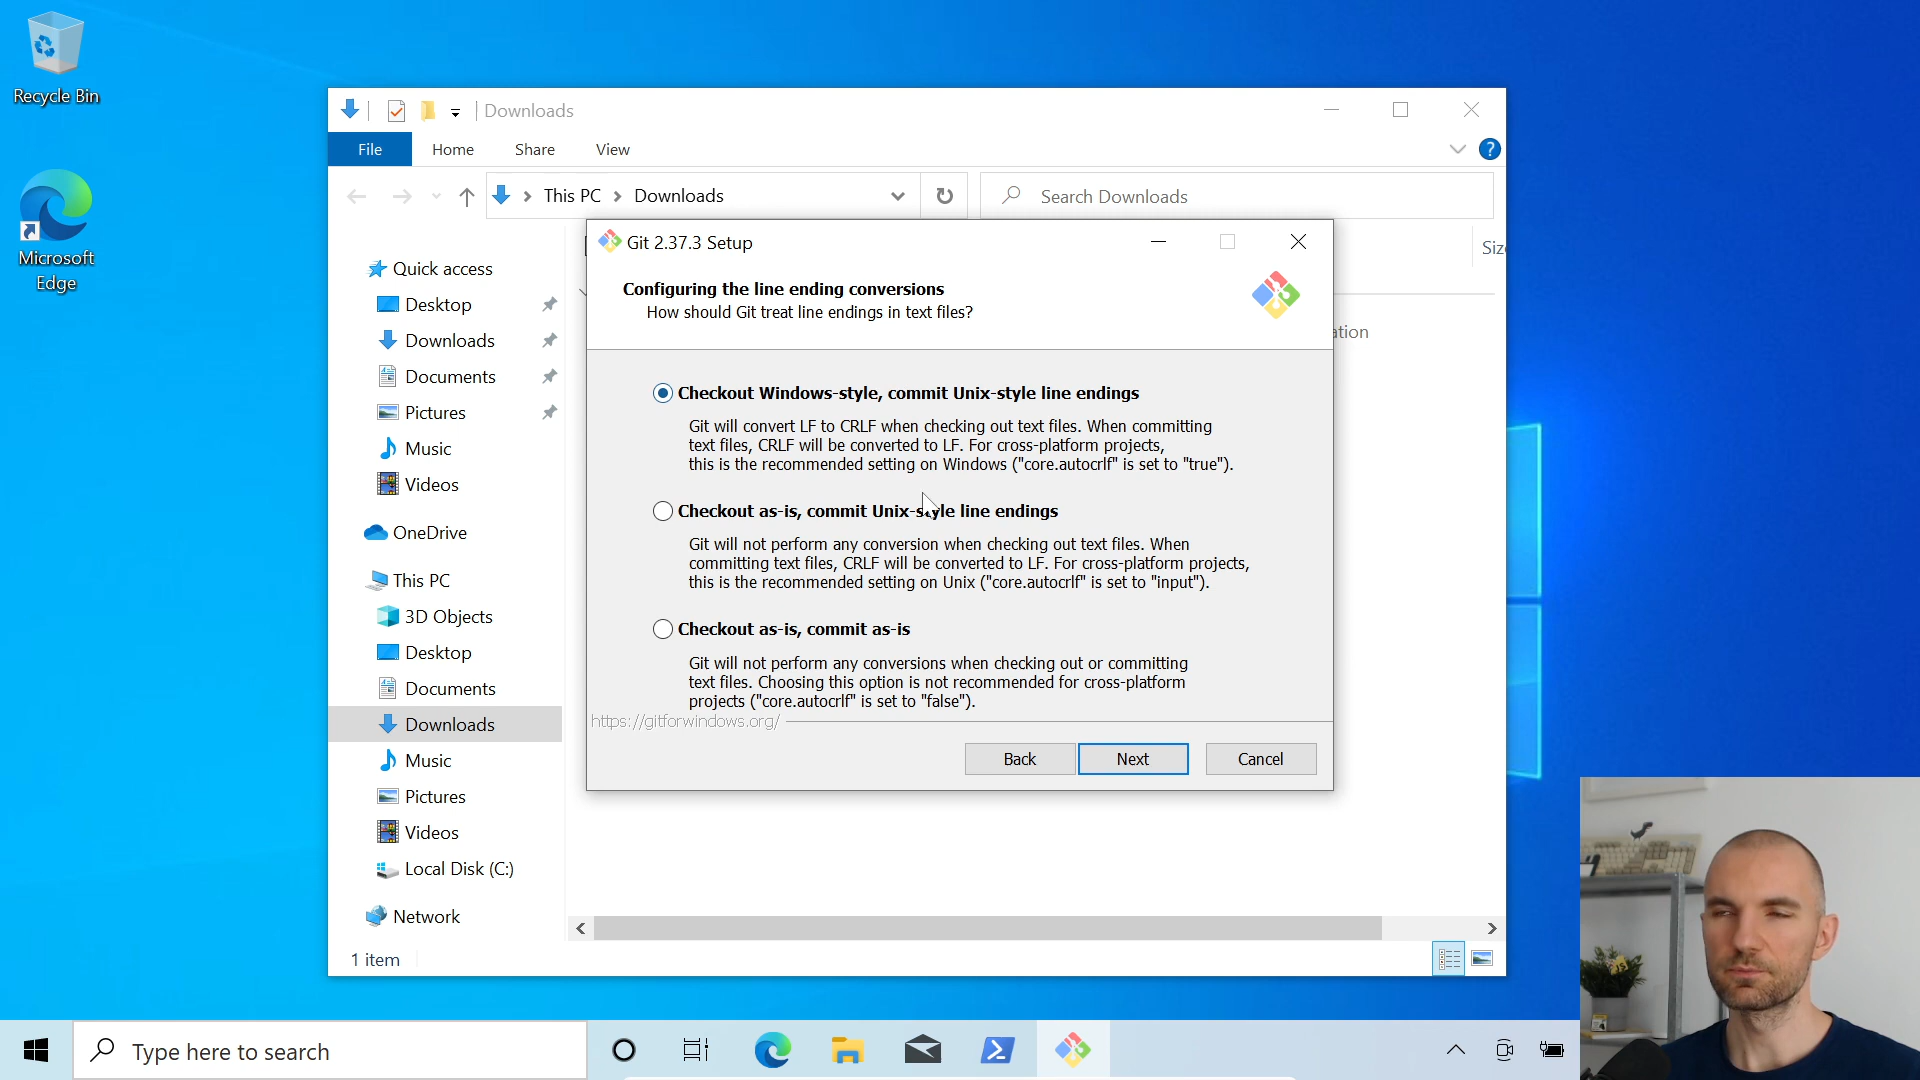 Recycle Bin
Microsoft
Edge
Downloads
File
Home
Share
View
This PC
Downloads
Search Downloads
Size
Git 2.37.3 Setup
Configuring the line ending conversions
How should Git treat line endings in text files?
Checkout Windows-style, commit Unix-style line endings
Git will convert LF to CRLF when checking out text files. When committing
text files, CRLF will be converted to LF. For cross-platform projects,
this is the recommended setting on Windows ("core.autocrlf" is set to "true").
Checkout as-is, commit Unix-style line endings
Git will not perform any conversion when checking out text files. When
committing text files, CRLF will be converted to LF. For cross-platform projects,
this is the recommended setting on Unix ("core.autocrlf" is set to "input").
Checkout as-is, commit as-is
Git will not perform any conversions when checking out or committing
text files. Choosing this option is not recommended for cross-platform
projects ("core.autocrlf" is set to "false").
https://gitforwindows.org/
Back
Next
Cancel
Quick access
Desktop
Downloads
Documents
Pictures
Music
Videos
OneDrive
This PC
3D Objects
Desktop
Documents
Downloads
Music
Pictures
Videos
Local Disk (C:)
Network
1 item
Type here to search